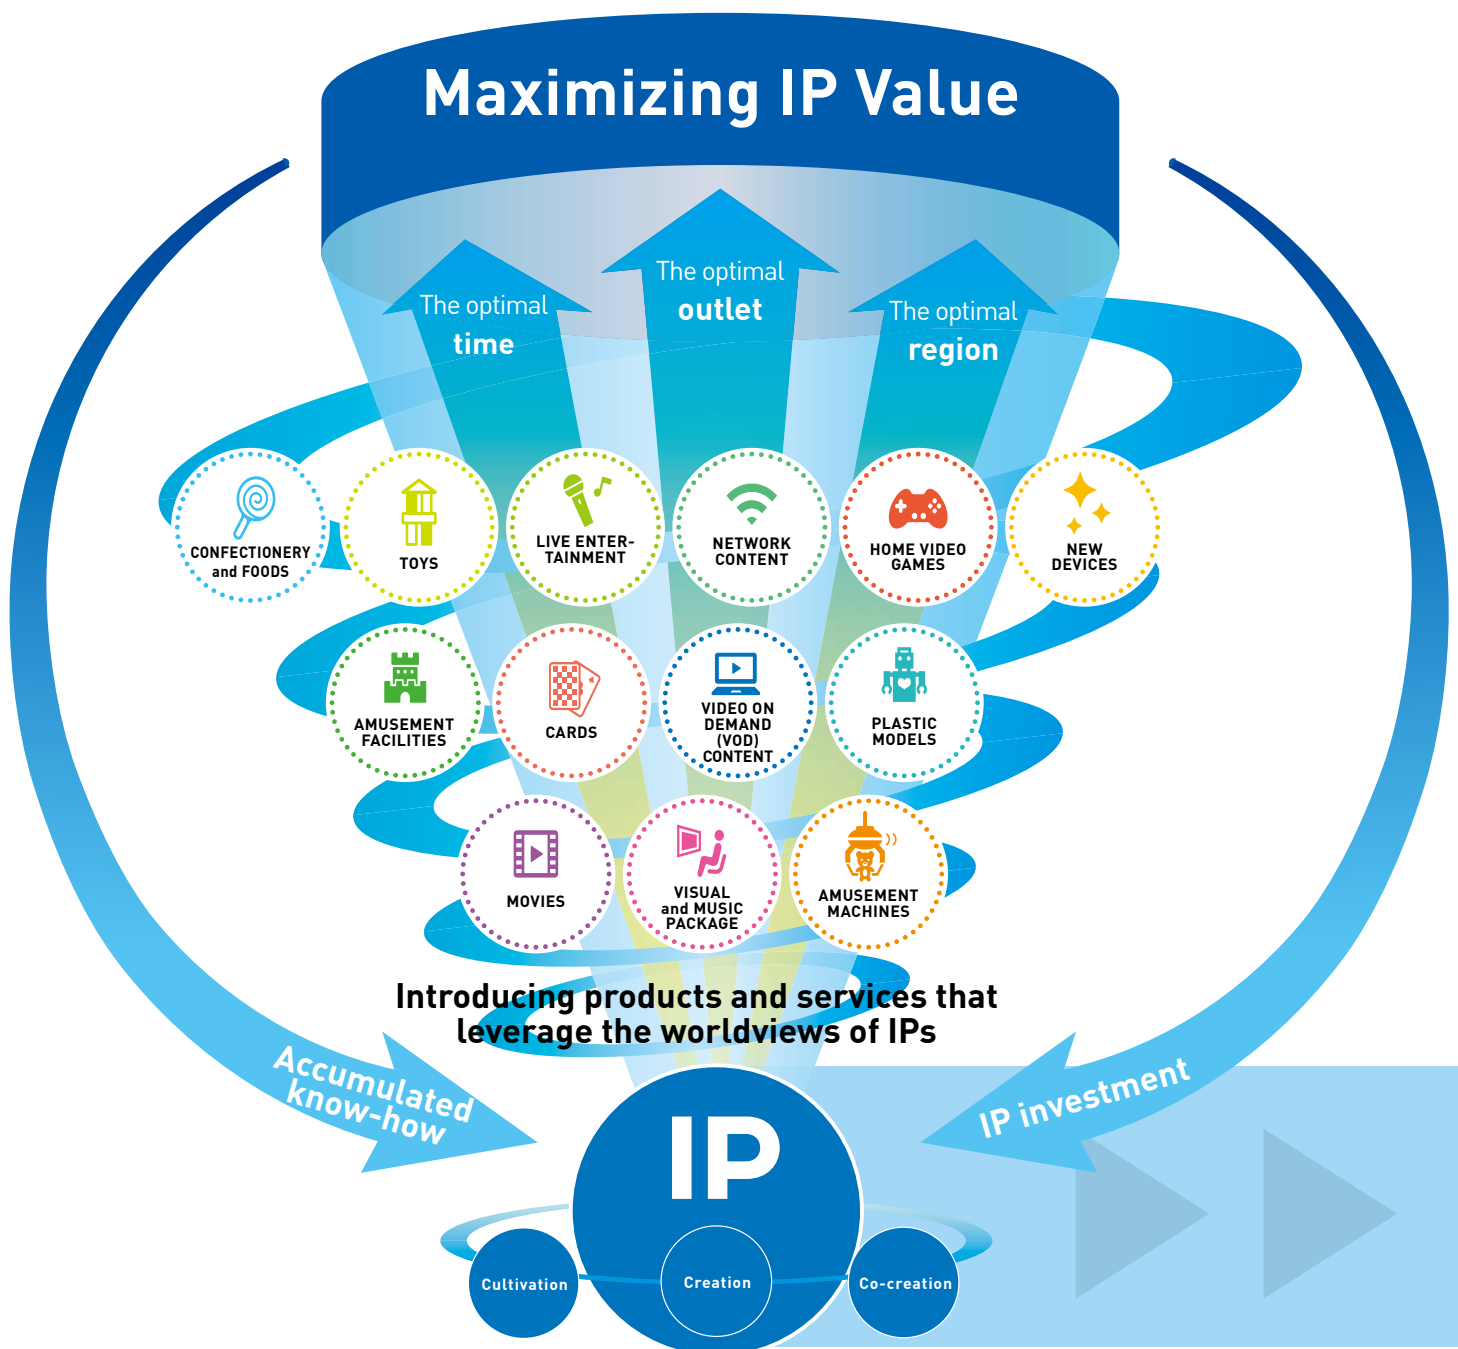 Maximizing IP Value
The optimal
time
The optimal
outlet
The optimal
region
CONFECTIONERY
and FOODS
TOYS
LIVE ENTER-
TAINMENT
NETWORK
CONTENT
HOME VIDEO
GAMES
NEW
DEVICES
AMUSEMENT
FACILITIES
CARDS
VIDEO ON
DEMAND
(VOD)
CONTENT
PLASTIC
MODELS
MOVIES
VISUAL
and MUSIC
PACKAGE
AMUSEMENT
MACHINES
Introducing products and services that
leverage the worldviews of IPs
Accumulated
know-how
IP investment
IP
Cultivation
Creation
Co-creation